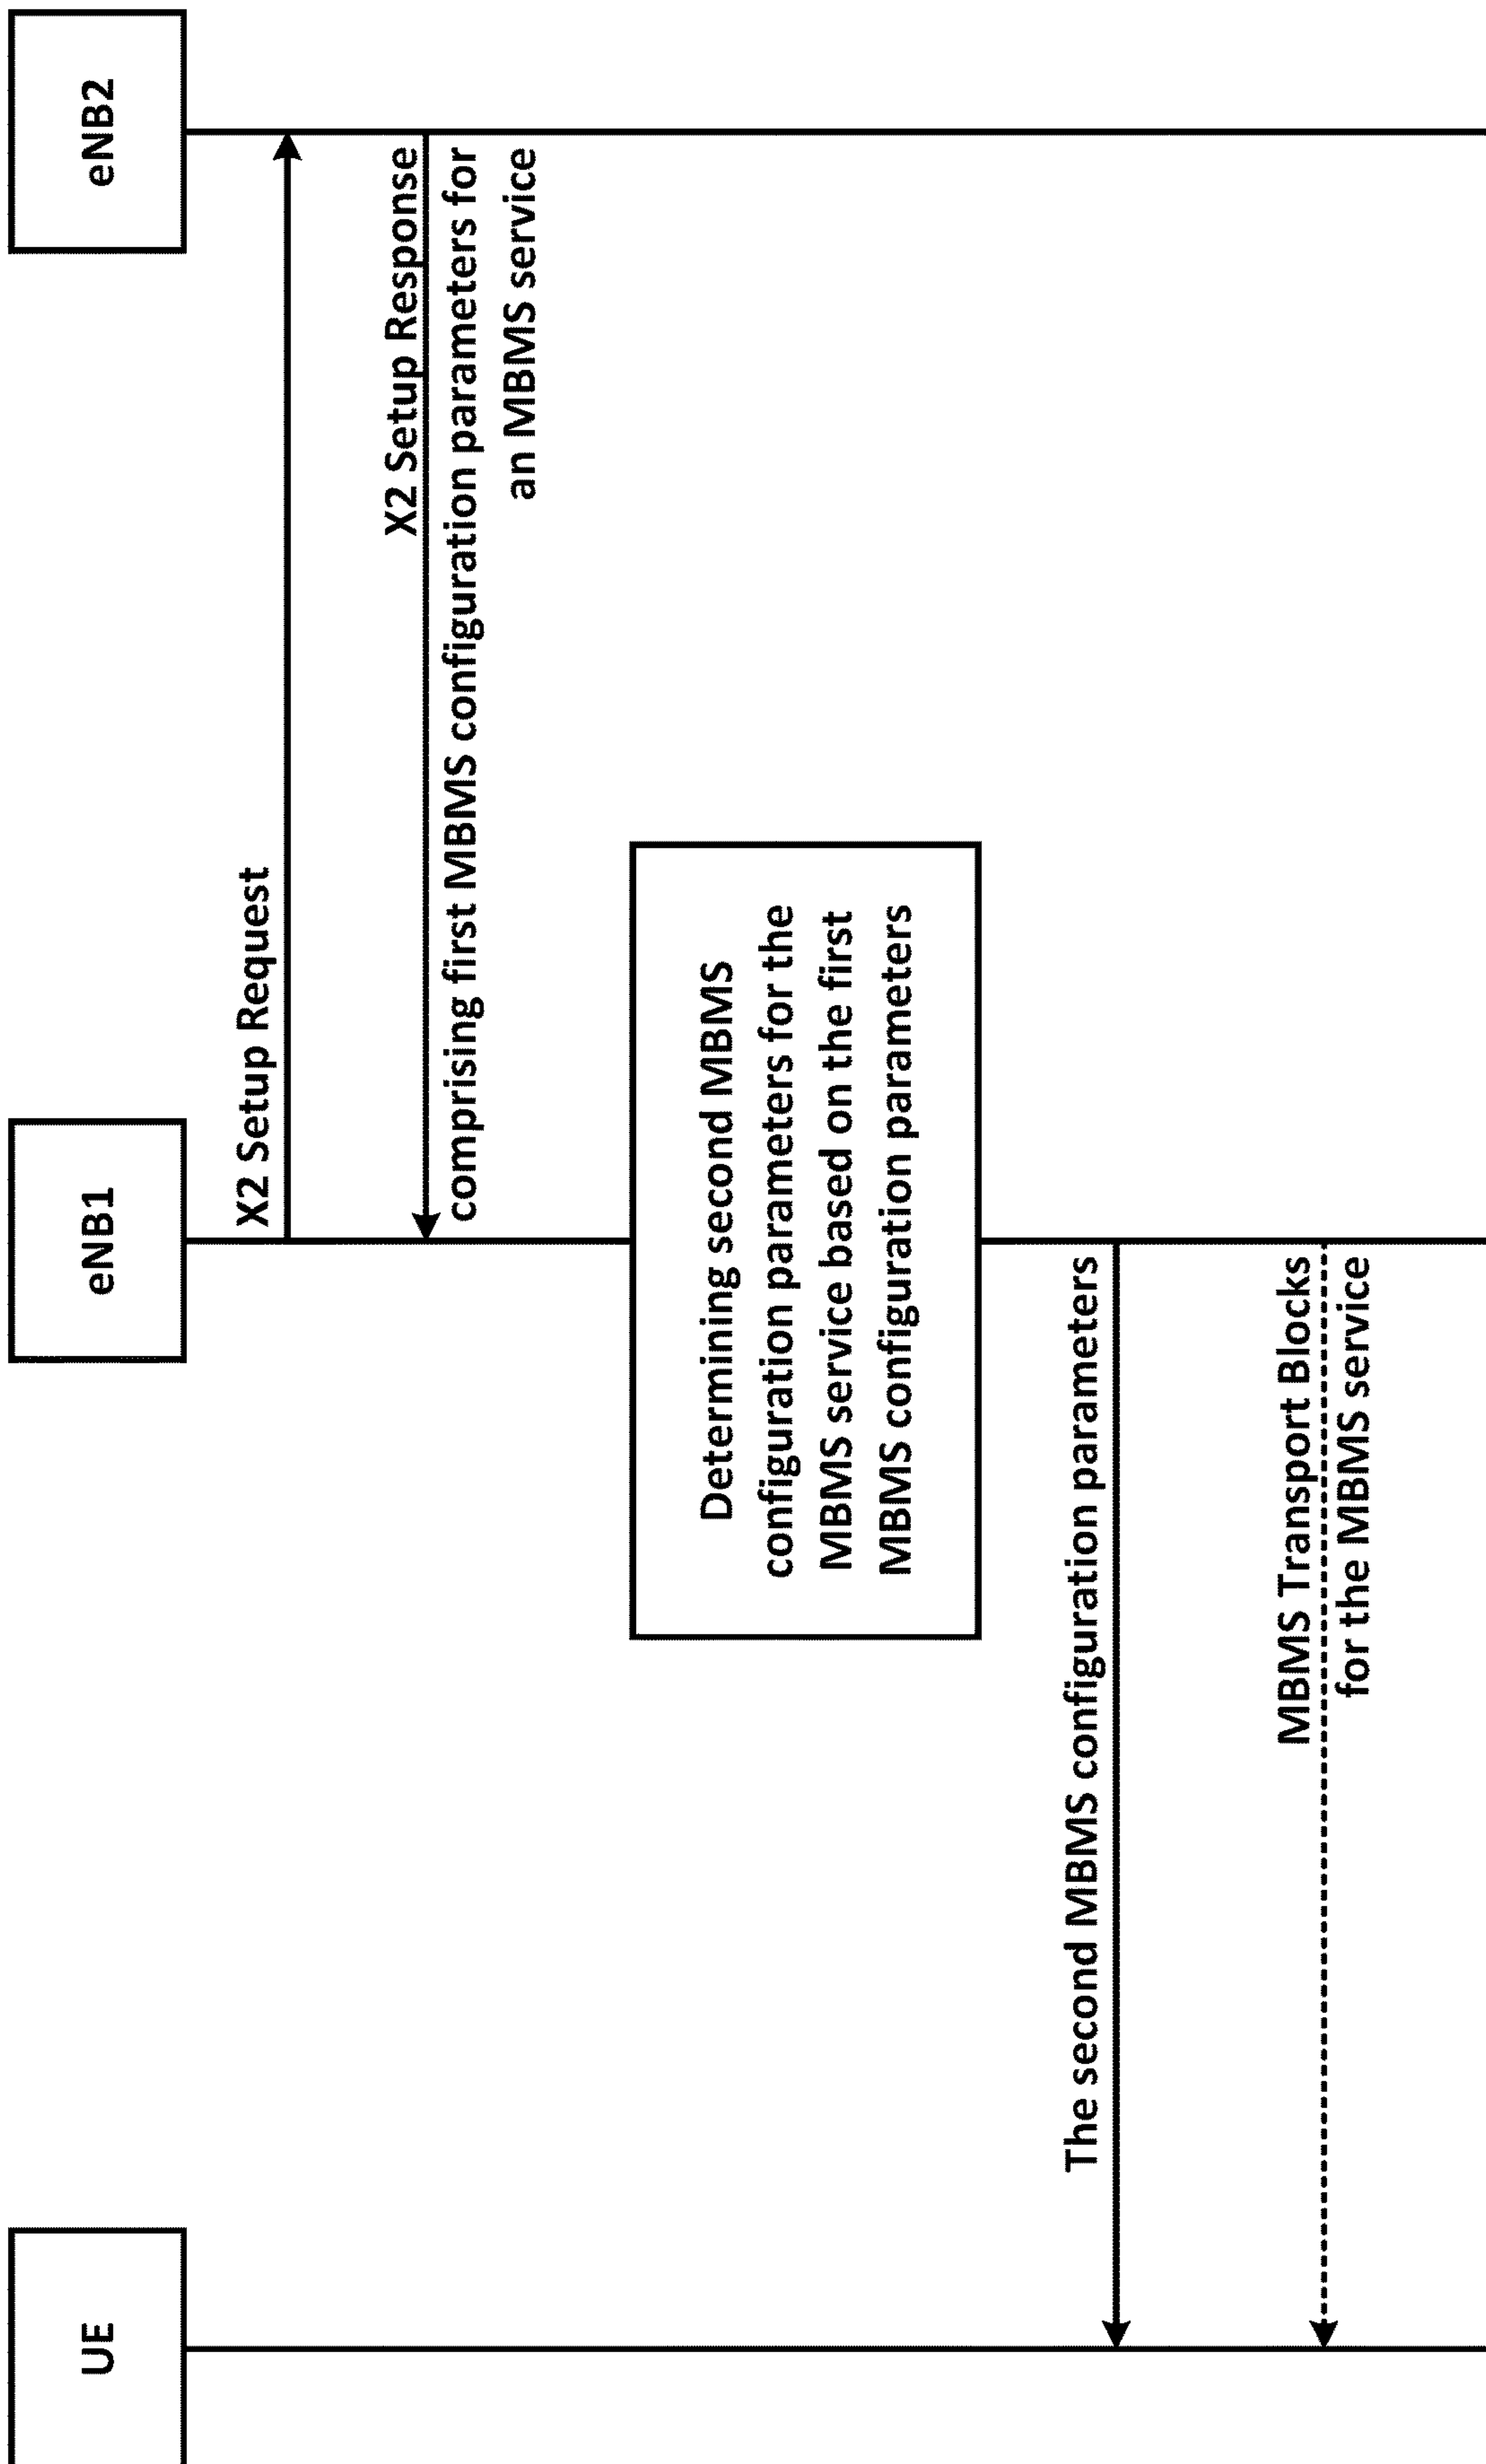 UE
eNB1
eNB2
X2 Setup Request
X2 Setup Response
comprising first MBMS configuration parameters for
an MBMS service
Determining second MBMS
configuration parameters for the
MBMS service based on the first
MBMS configuration parameters
The second MBMS configuration parameters
MBMS Transport Blocks
for the MBMS service